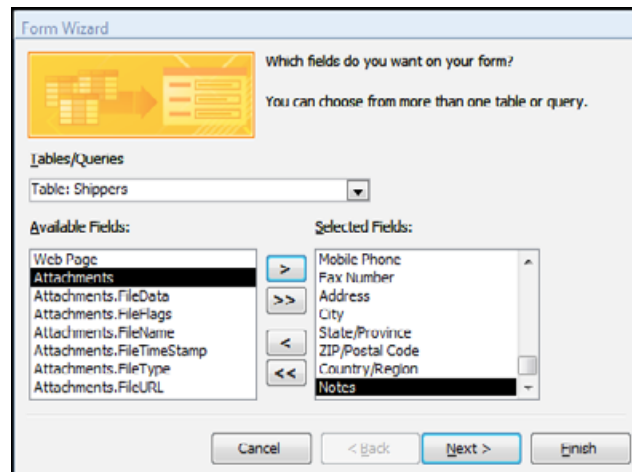 Form Wizard
Which fields do you want on your form?
You can choose from more than one table or query.
Tables/Queries
Table: Shippers
Available Fields:
Selected Fields:
Web Page
Attachments
Attachments.FileData
Attachments.FileFlags
Attachments.FileName
Attachments.FileTimeStamp
Attachments.FileType
Attachments.FileURL
>
>>
<
<<
Mobile Phone
Fax Number
Address
City
State/Province
ZIP/Postal Code
Country/Region
Notes
Cancel
< Back
Next >
Finish